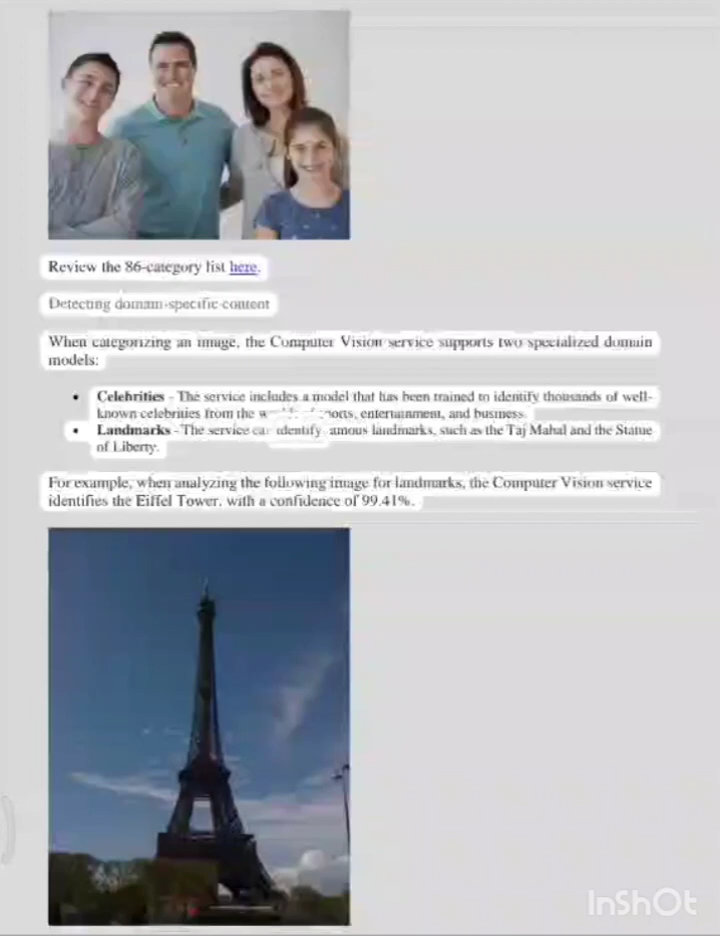 Review the 86-category list here.
Detecting domain-specific content
When categorizing an image, the Computer Vision service supports two specialized domain
models:
• Celebrities - The service includes a model that has been trained to identify thousands of well-
known celebrities from the sports, entertainment, and business.
• Landmarks - The service can identify famous landmarks, such as the Taj Mahal and the Statue
of Liberty.
For example, when analyzing the following image for landmarks, the Computer Vision service
identifies the Eiffel Tower, with a confidence of 99.41%.
InShOt